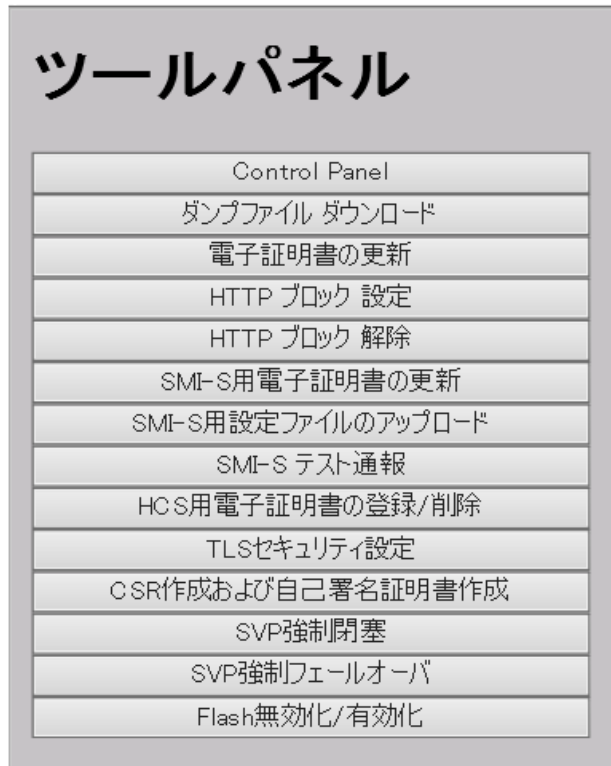 ツールパネル
Control Panel
ダンプファイル ダウンロード
電子証明書の更新
HTTP ブロック 設定
HTTP ブロック 解除
SMI-S用電子証明書の更新
SMI-S用設定ファイルのアップロード
SMI-S テスト通報
HCS用電子証明書の登録/削除
TLSセキュリティ設定
CSR作成および自己署名証明書作成
SVP強制閉塞
SVP強制フェールオーバ
Flash無効化/有効化